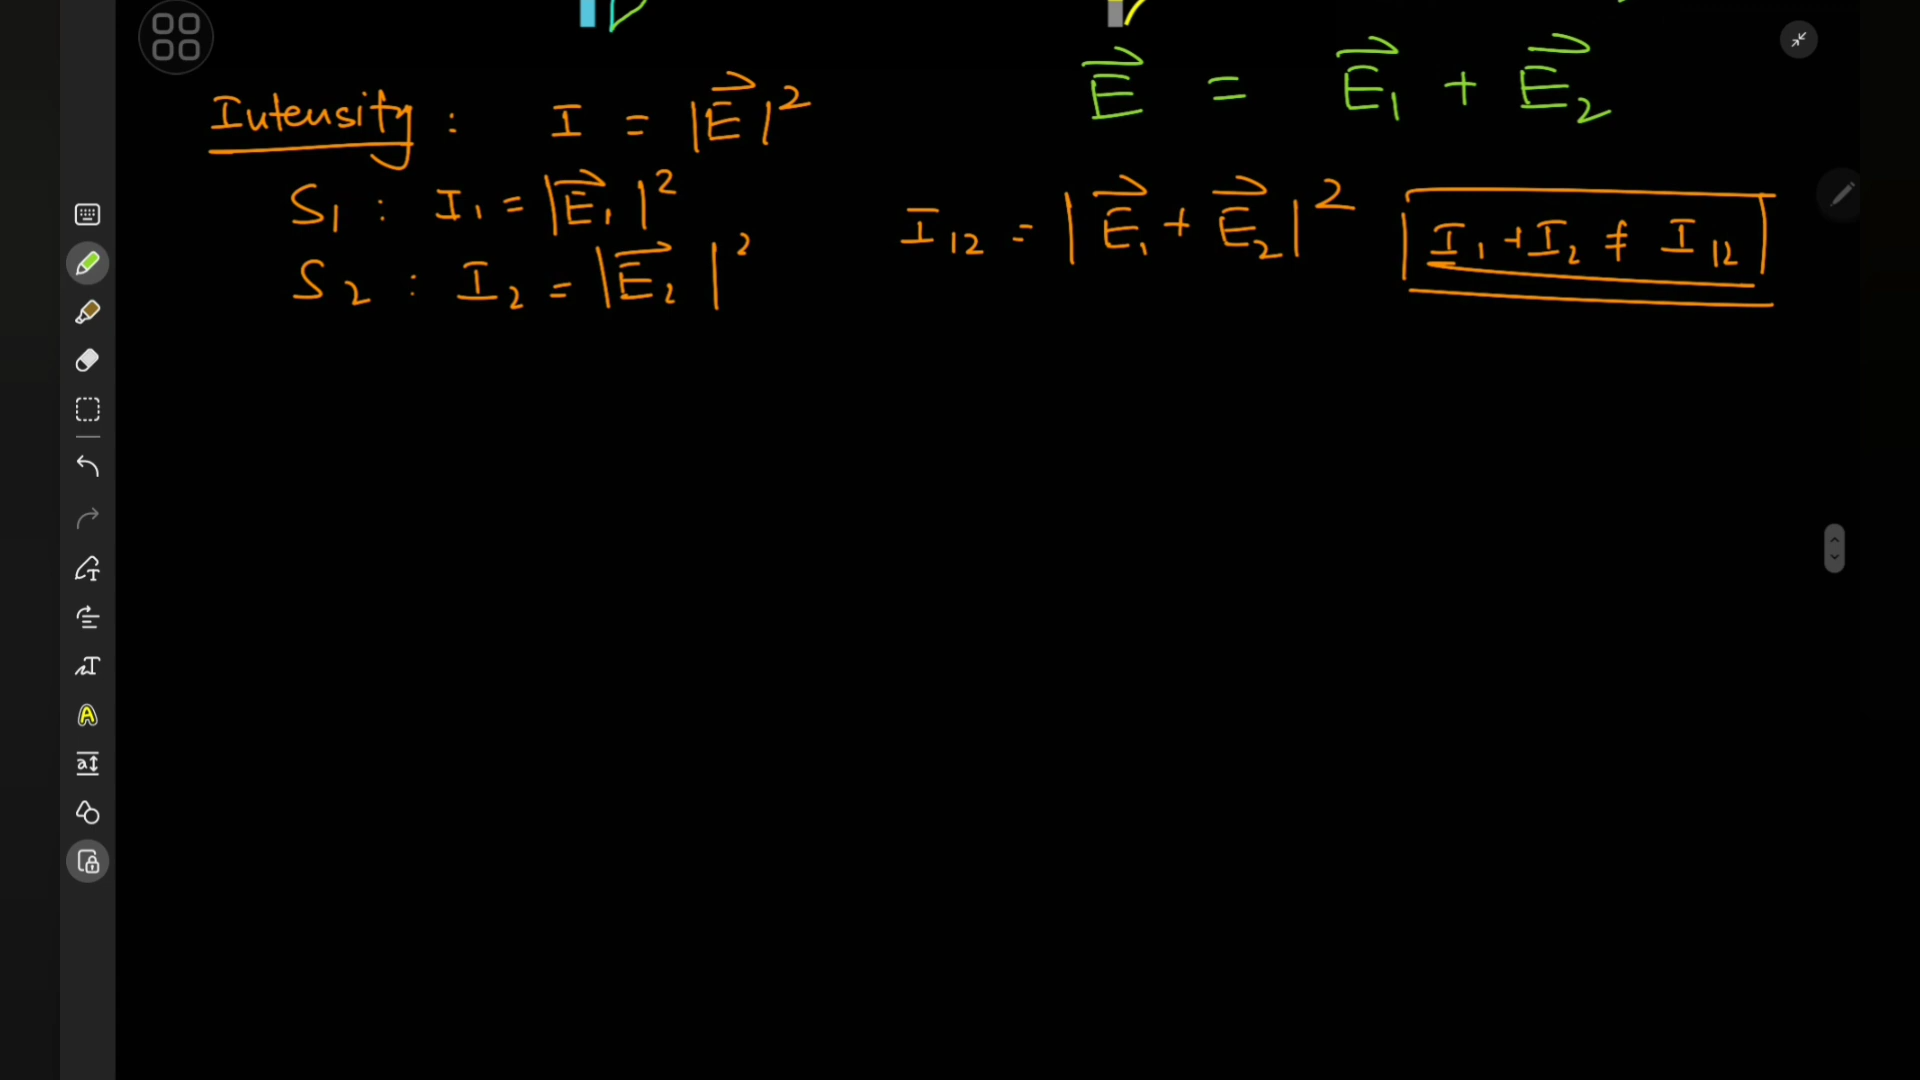 E⃗ = E⃗₁ + E⃗₂
Intensity : I = |E⃗|²
S₁ : I₁ = |E⃗₁|²
S₂ : I₂ = |E⃗₂|²
I₁₂ = |E⃗₁ + E⃗₂|²
I₁ + I₂ ≠ I₁₂